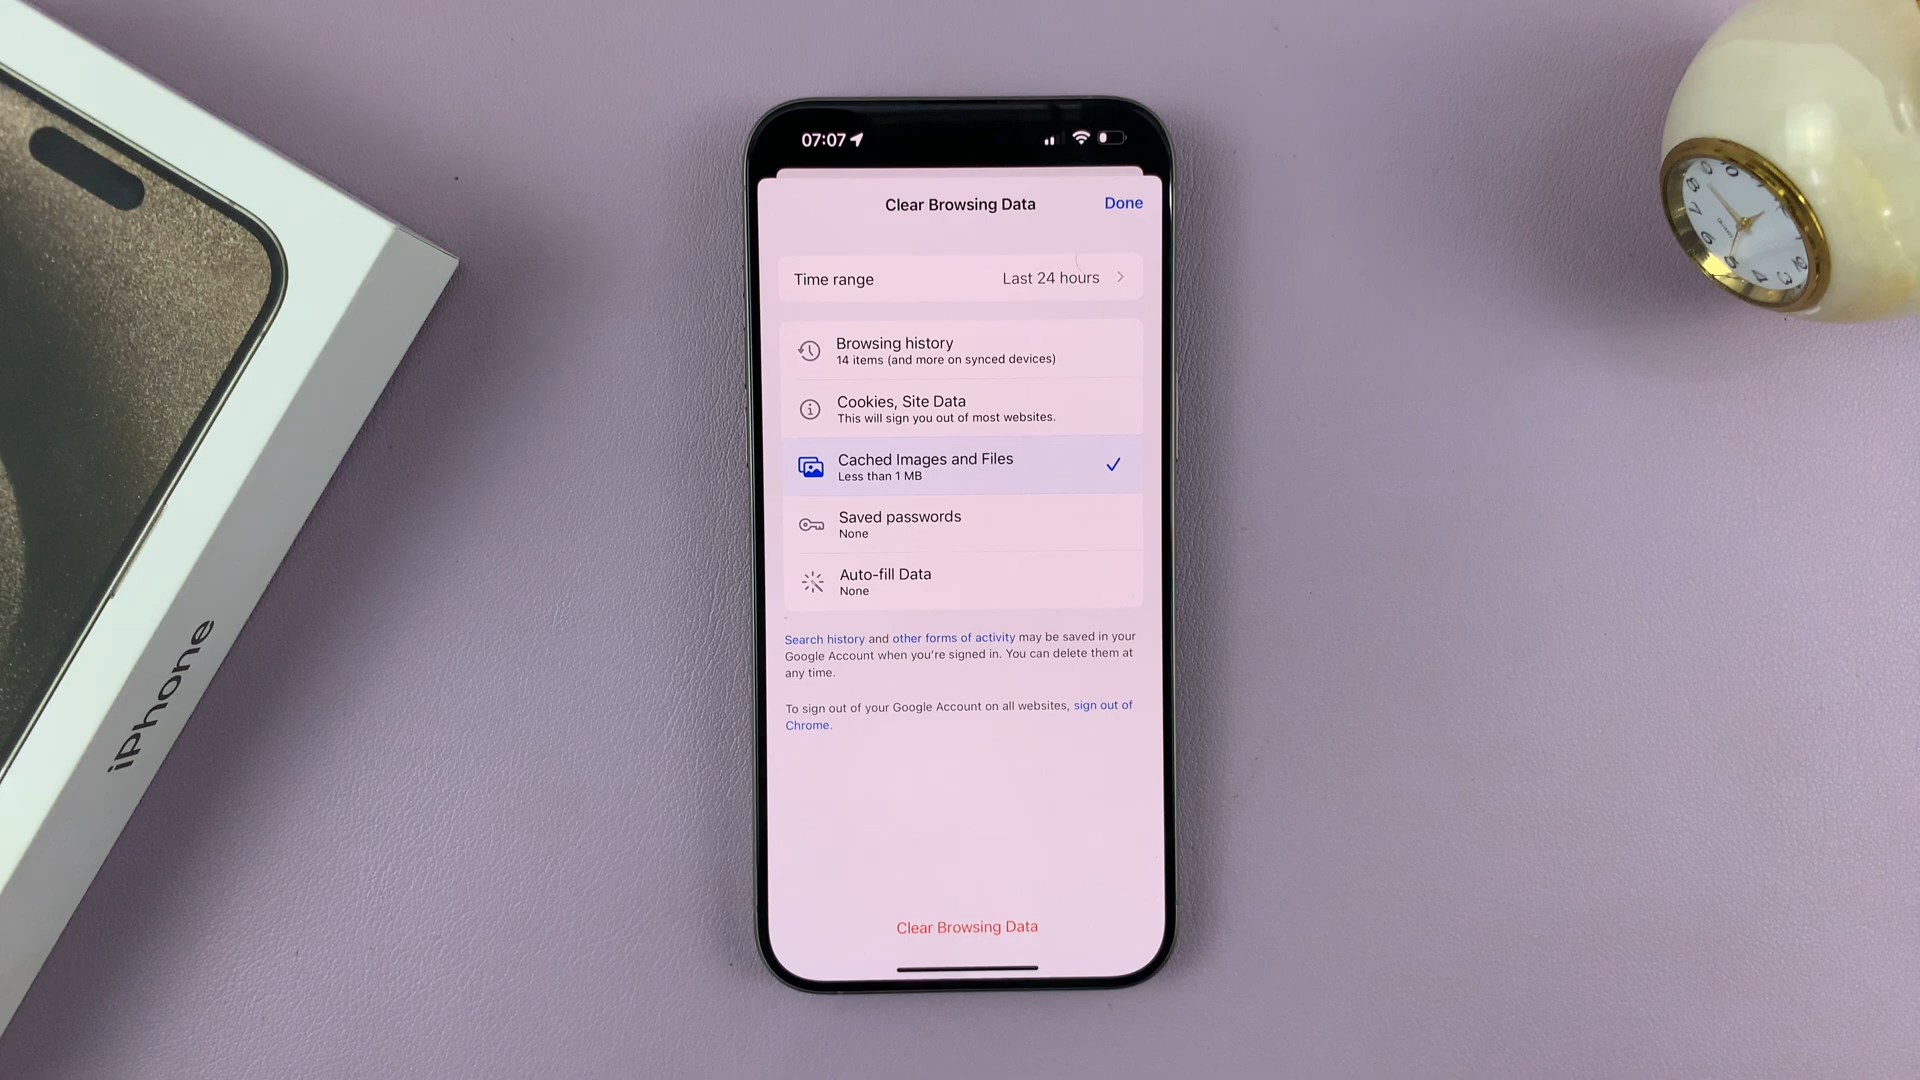 07:07
Clear Browsing Data
Done
Time range
Last 24 hours
Browsing history
14 items (and more on synced devices)
Cookies, Site Data
This will sign you out of most websites.
Cached Images and Files
Less than 1 MB
Saved passwords
None
Auto-fill Data
None
Search history and other forms of activity may be saved in your
Google Account when you're signed in. You can delete them at
any time.
To sign out of your Google Account on all websites, sign out of
Chrome.
Clear Browsing Data
iPhone